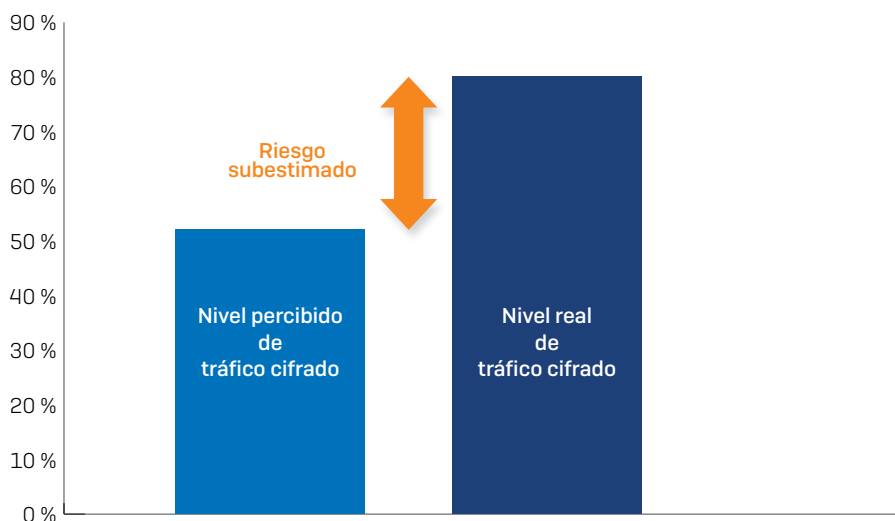 90 %
80 %
70 %
60 %
50 %
40 %
30 %
20 %
10 %
0 %
Riesgo
subestimado
Nivel percibido
de
tráfico cifrado
Nivel real
de
tráfico cifrado